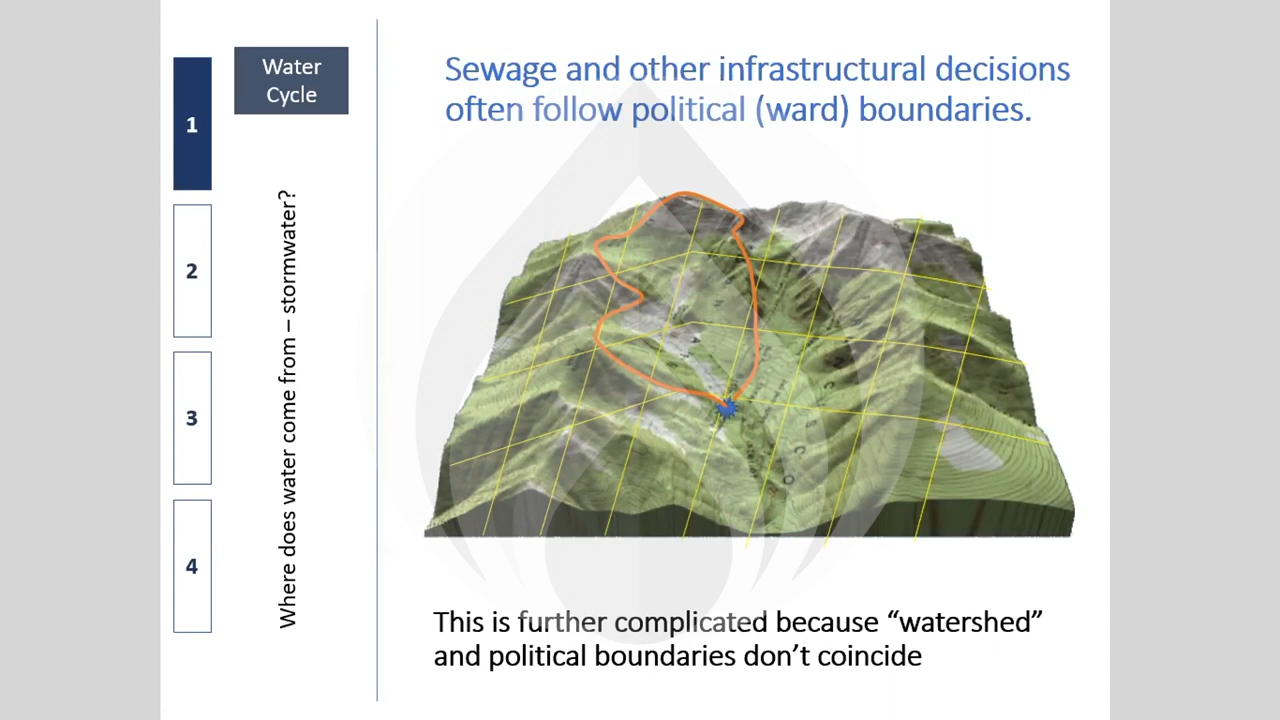 Water
Cycle
1
2
3
4
Where does water come from – stormwater?
Sewage and other infrastructural decisions
often follow political (ward) boundaries.
This is further complicated because “watershed”
and political boundaries don’t coincide